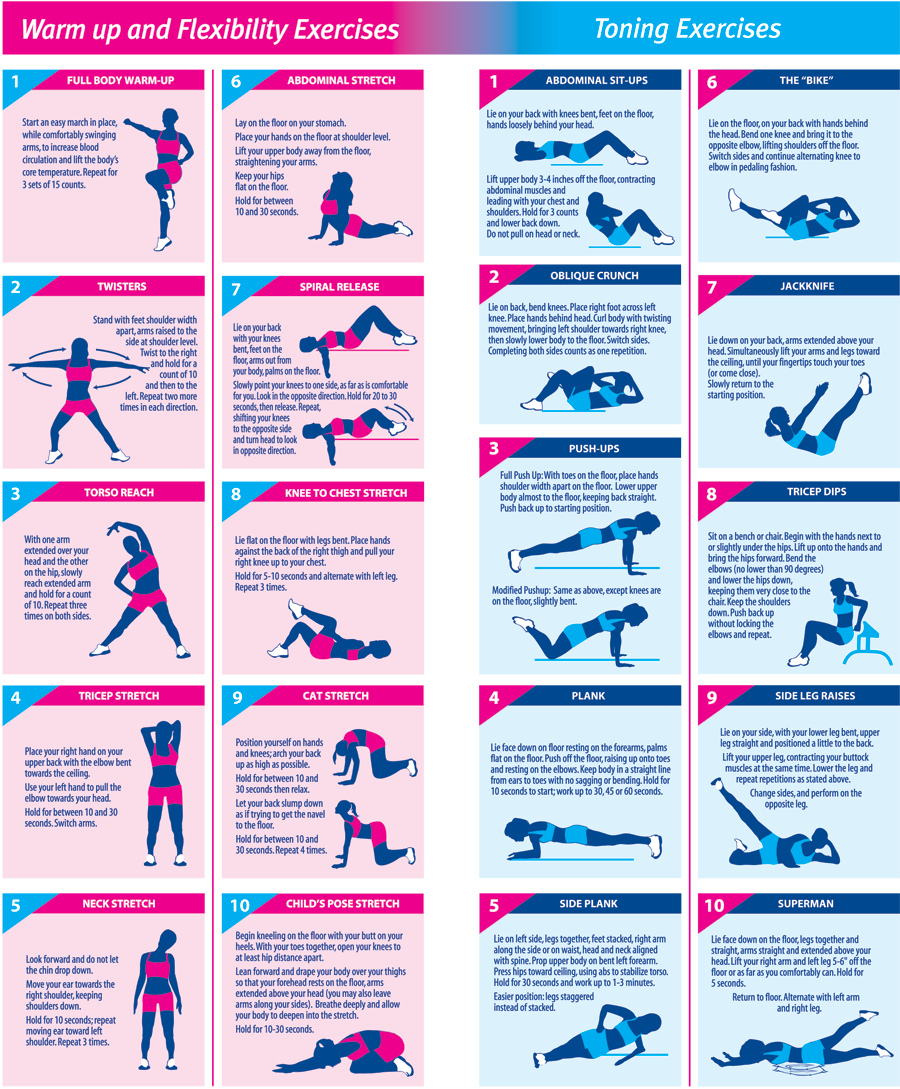 Warm up and Flexibility Exercises
Toning Exercises
1
FULL BODY WARM-UP
Start an easy march in place,
while comfortably swinging
arms, to increase blood
circulation and lift the body's
core temperature. Repeat for
3 sets of 15 counts.
2
TWISTERS
Stand with feet shoulder width
apart, arms raised to the
side at shoulder level.
Twist to the right
and hold for a
count of 10
and then to the
left. Repeat two more
times in each direction.
3
TORSO REACH
With one arm
extended over your
head and the other
on the hip, slowly
reach extended arm
and hold for a count
of 10. Repeat three
times on both sides.
4
TRICEP STRETCH
Place your right hand on your
upper back with the elbow bent
towards the ceiling.
Use your left hand to pull the
elbow towards your head.
Hold for between 10 and 30
seconds. Switch arms.
5
NECK STRETCH
Look forward and do not let
the chin drop down.
Move your ear towards the
right shoulder, keeping
shoulders down.
Hold for 10 seconds; repeat
moving ear toward left
shoulder. Repeat 3 times.
6
ABDOMINAL STRETCH
Lay on the floor on your stomach.
Place your hands on the floor at shoulder level.
Lift your upper body away from the floor,
straightening your arms.
Keep your hips
flat on the floor.
Hold for between
10 and 30 seconds.
7
SPIRAL RELEASE
Lie on your back
with your knees
bent, feet on the
floor, arms out from
your body, palms on the floor.
Slowly point your knees to one side, as far as is comfortable
for you. Look in the opposite direction. Hold for 20 to 30
seconds, then release. Repeat,
shifting your knees
to the opposite side
and turn head to look
in opposite direction.
8
KNEE TO CHEST STRETCH
Lie flat on the floor with legs bent. Place hands
against the back of the right thigh and pull your
right knee up to your chest.
Hold for 5-10 seconds and alternate with left leg.
Repeat 3 times.
9
CAT STRETCH
Position yourself on hands
and knees; arch your back
up as high as possible.
Hold for between 10 and
30 seconds then relax.
Let your back slump down
as if trying to get the navel
to the floor.
Hold for between 10 and
30 seconds. Repeat 4 times.
10
CHILD'S POSE STRETCH
Begin kneeling on the floor with your butt on your
heels. With your toes together, open your knees to
at least hip distance apart.
Lean forward and drape your body over your thighs
so that your forehead rests on the floor, arms
extended above your head (you may also leave
arms along your sides). Breathe deeply and allow
your body to deepen into the stretch.
Hold for 10-30 seconds.
1
ABDOMINAL SIT-UPS
Lie on your back with knees bent, feet on the floor,
hands loosely behind your head.
Lift upper body 3-4 inches off the floor, contracting
abdominal muscles and
leading with your chest and
shoulders. Hold for 3 counts
and lower back down.
Do not pull on head or neck.
2
OBLIQUE CRUNCH
Lie on back, bend knees. Place right foot across left
knee. Place hands behind head. Curl body with twisting
movement, bringing left shoulder towards right knee,
then slowly lower body to the floor. Switch sides.
Completing both sides counts as one repetition.
3
PUSH-UPS
Full Push Up: With toes on the floor, place hands
shoulder width apart on the floor. Lower upper
body almost to the floor, keeping back straight.
Push back up to starting position.
Modified Pushup: Same as above, except knees are
on the floor, slightly bent.
4
PLANK
Lie face down on floor resting on the forearms, palms
flat on the floor. Push off the floor, raising up onto toes
and resting on the elbows. Keep body in a straight line
from ears to toes with no sagging or bending. Hold for
10 seconds to start; work up to 30, 45 or 60 seconds.
5
SIDE PLANK
Lie on left side, legs together, feet stacked, right arm
along the side or on waist, head and neck aligned
with spine. Prop upper body on bent left forearm.
Press hips toward ceiling, using abs to stabilize torso.
Hold for 30 seconds and work up to 1-3 minutes.
Easier position: legs staggered
instead of stacked.
6
THE "BIKE"
Lie on the floor, on your back with hands behind
the head. Bend one knee and bring it to the
opposite elbow, lifting shoulders off the floor.
Switch sides and continue alternating knee to
elbow in pedaling fashion.
7
JACKKNIFE
Lie down on your back, arms extended above your
head. Simultaneously lift your arms and legs toward
the ceiling, until your fingertips touch your toes
(or come close).
Slowly return to the
starting position.
8
TRICEP DIPS
Sit on a bench or chair. Begin with the hands next to
or slightly under the hips. Lift up onto the hands and
bring the hips forward. Bend the
elbows (no lower than 90 degrees)
and lower the hips down,
keeping them very close to the
chair. Keep the shoulders
down. Push back up
without locking the
elbows and repeat.
9
SIDE LEG RAISES
Lie on your side, with your lower leg bent, upper
leg straight and positioned a little to the back.
Lift your upper leg, contracting your buttock
muscles at the same time. Lower the leg and
repeat repetitions as stated above.
Change sides, and perform on the
opposite leg.
10
SUPERMAN
Lie face down on the floor, legs together and
straight, arms straight and extended above your
head. Lift your right arm and left leg 5-6" off the
floor or as far as you comfortably can. Hold for
5 seconds.
Return to floor. Alternate with left arm
and right leg.